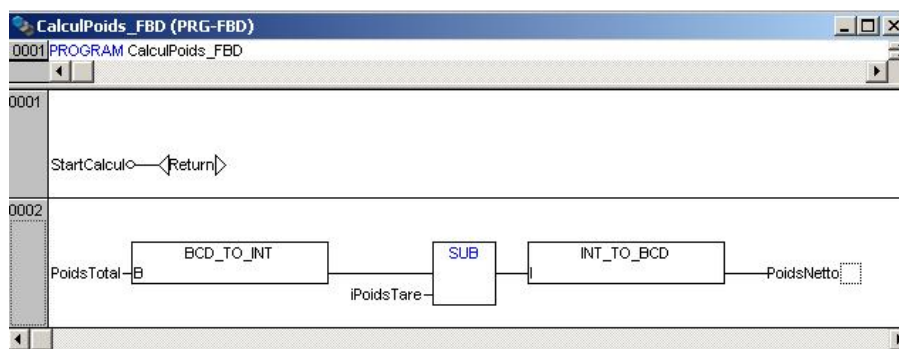 CalculPoids_FBD (PRG-FBD)
0001 PROGRAM CalculPoids_FBD
0001
StartCalcul Return
0002
BCD_TO_INT SUB INT_TO_BCD
PoidsTotal B I PoidsNetto
iPoidsTare